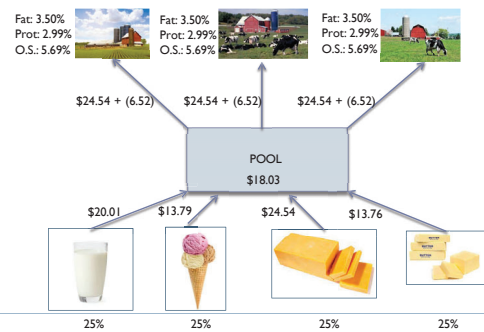 Fat: 3.50%
Prot: 2.99%
O.S.: 5.69%
Fat: 3.50%
Prot: 2.99%
O.S.: 5.69%
Fat: 3.50%
Prot: 2.99%
O.S.: 5.69%
$24.54 + (6.52)
$24.54 + (6.52)
$24.54 + (6.52)
POOL
$18.03
$20.01
$13.79
$24.54
$13.76
BUTTER
BUTTER
25%
25%
25%
25%